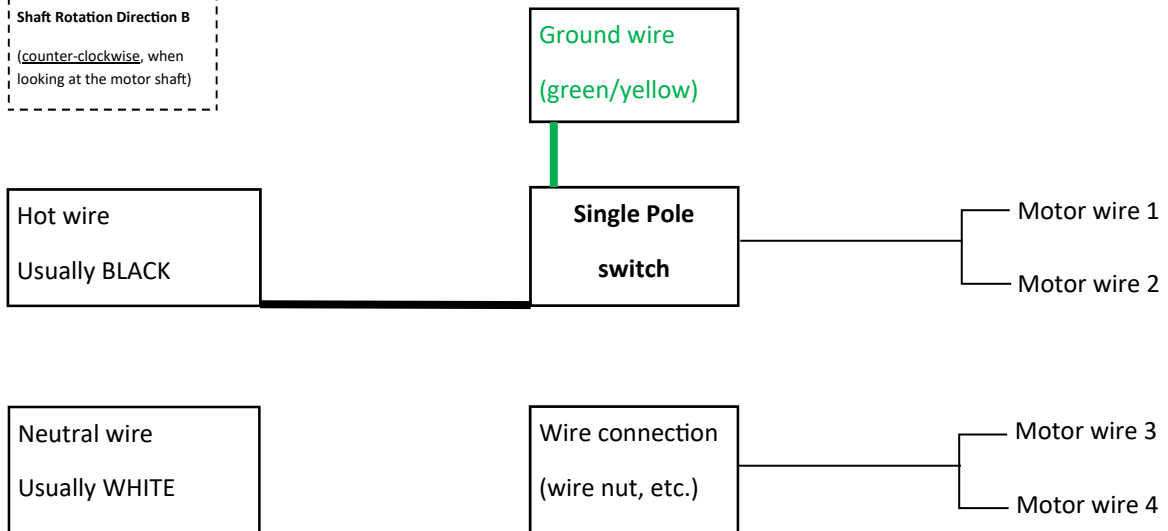 Shaft Rotation Direction B
(counter-clockwise, when
looking at the motor shaft)
Ground wire
(green/yellow)
Hot wire
Usually BLACK
Single Pole
switch
Motor wire 1
Motor wire 2
Neutral wire
Usually WHITE
Wire connection
(wire nut, etc.)
Motor wire 3
Motor wire 4